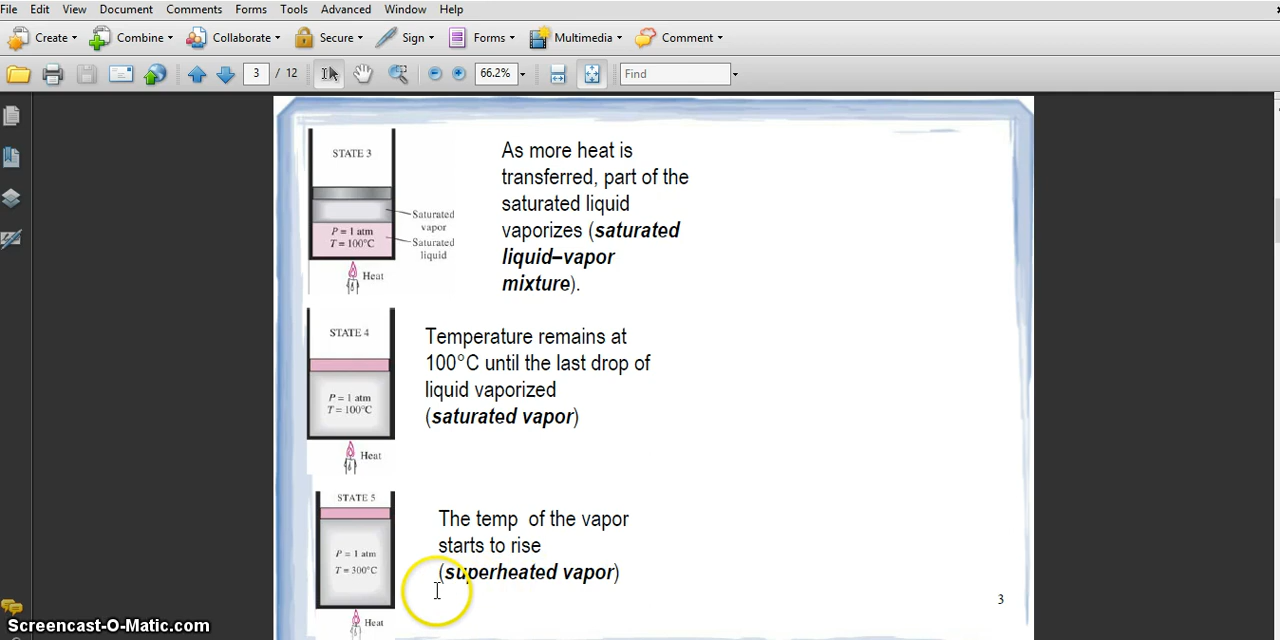 File Edit View Document Comments Forms Tools Advanced Window Help
Create Combine Collaborate Secure Sign Forms Multimedia Comment
3 / 12 66.2% Find
STATE 3
Saturated
vapor
P = 1 atm
T = 100°C
Saturated
liquid
Heat
As more heat is
transferred, part of the
saturated liquid
vaporizes (saturated
liquid–vapor
mixture).
STATE 4
P = 1 atm
T = 100°C
Heat
Temperature remains at
100°C until the last drop of
liquid vaporized
(saturated vapor)
STATE 5
P = 1 atm
T = 300°C
Heat
The temp of the vapor
starts to rise
(superheated vapor)
3
Screencast-O-Matic.com